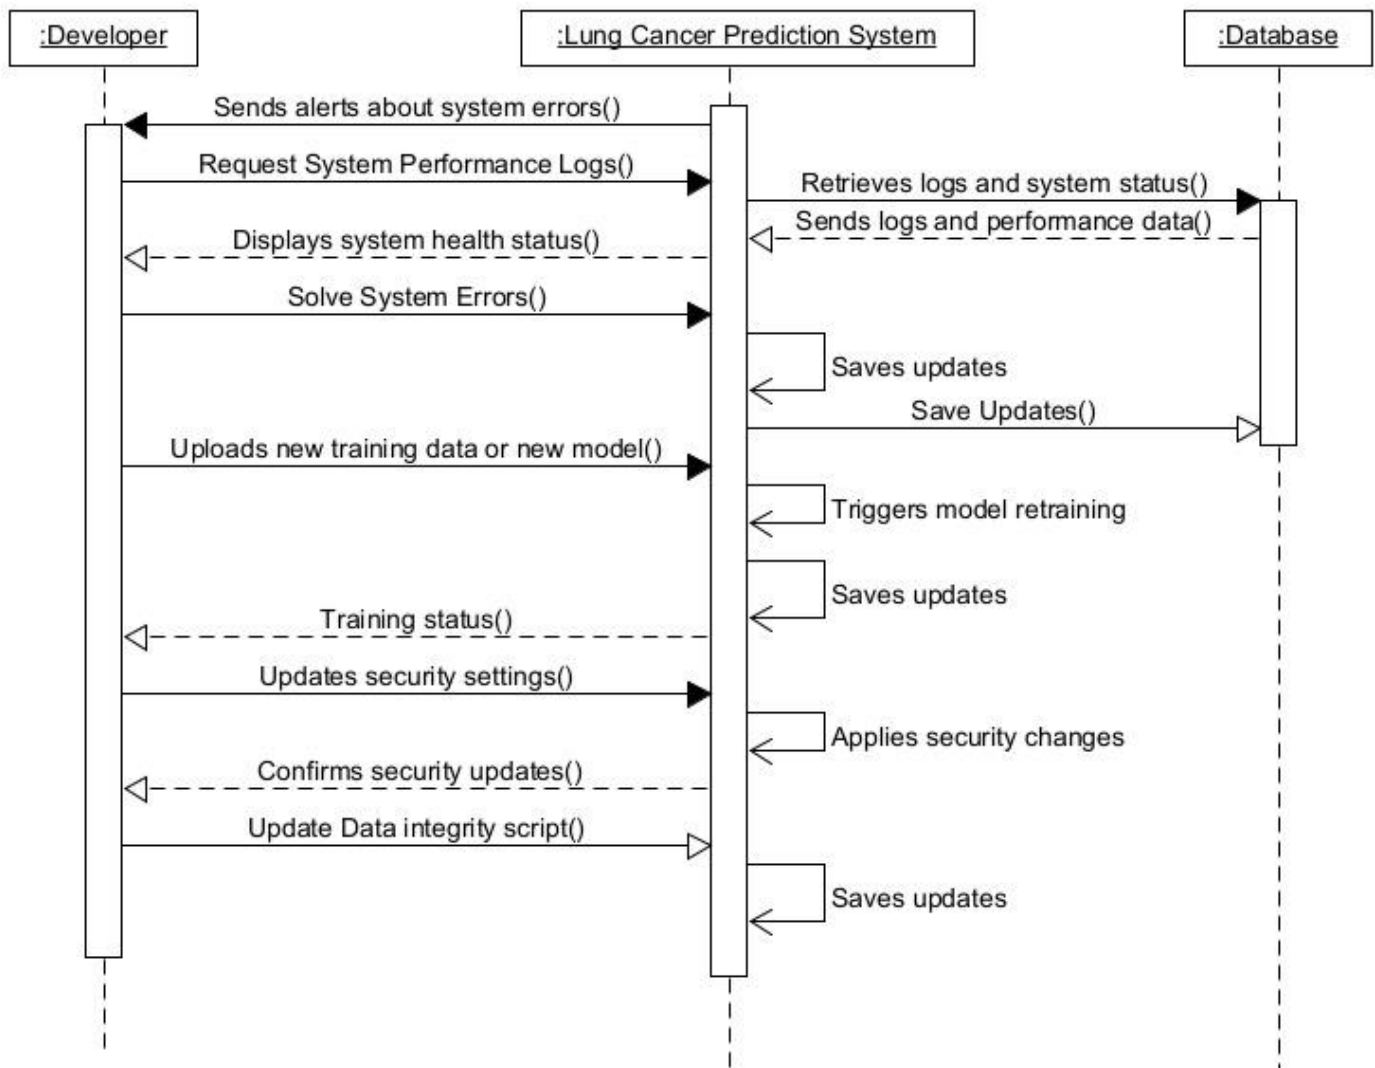 :Developer
:Lung Cancer Prediction System
:Database
Sends alerts about system errors()
Request System Performance Logs()
Retrieves logs and system status()
Sends logs and performance data()
Displays system health status()
Solve System Errors()
Saves updates
Save Updates()
Uploads new training data or new model()
Triggers model retraining
Saves updates
Training status()
Updates security settings()
Applies security changes
Confirms security updates()
Update Data integrity script()
Saves updates